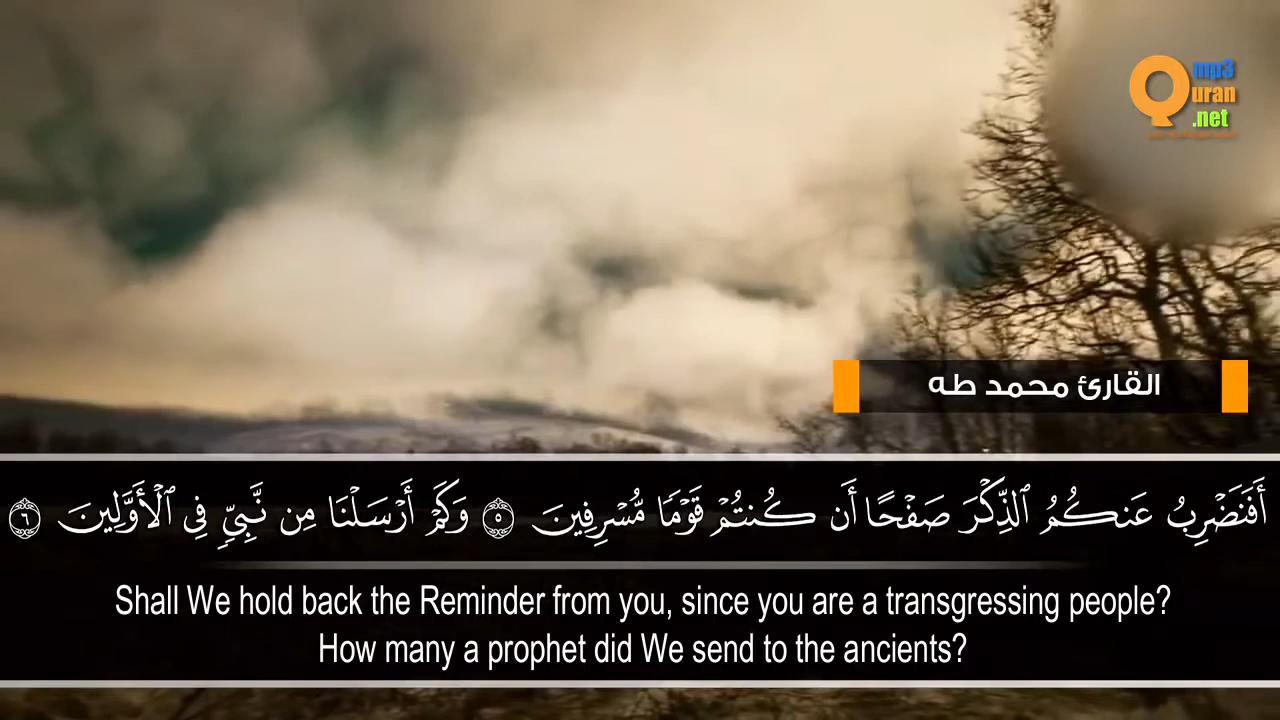 mp3
Quran
.net
القارئ محمد طه
أَفَنَضْرِبُ عَنكُمُ ٱلذِّكْرَ صَفْحًا أَن كُنتُمْ قَوْمًا مُّسْرِفِينَ ٥ وَكَمْ أَرْسَلْنَا مِن نَّبِيٍّ فِي ٱلْأَوَّلِينَ ٦
Shall We hold back the Reminder from you, since you are a transgressing people?
How many a prophet did We send to the ancients?